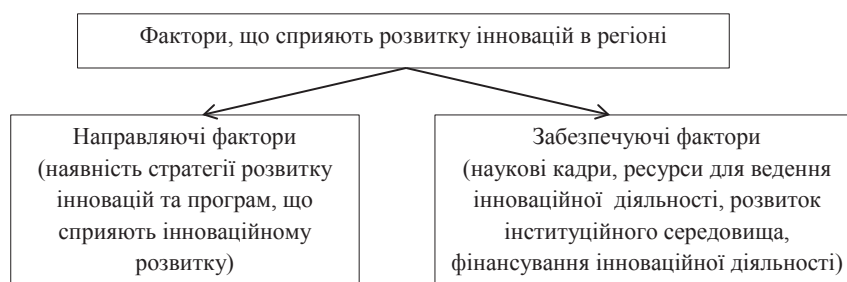 Фактори, що сприяють розвитку інновацій в регіоні
Направляючі фактори
(наявність стратегії розвитку
інновацій та програм, що
сприяють інноваційному
розвитку)
Забезпечуючі фактори
(наукові кадри, ресурси для ведення
інноваційної діяльності, розвиток
інституційного середовища,
фінансування інноваційної діяльності)